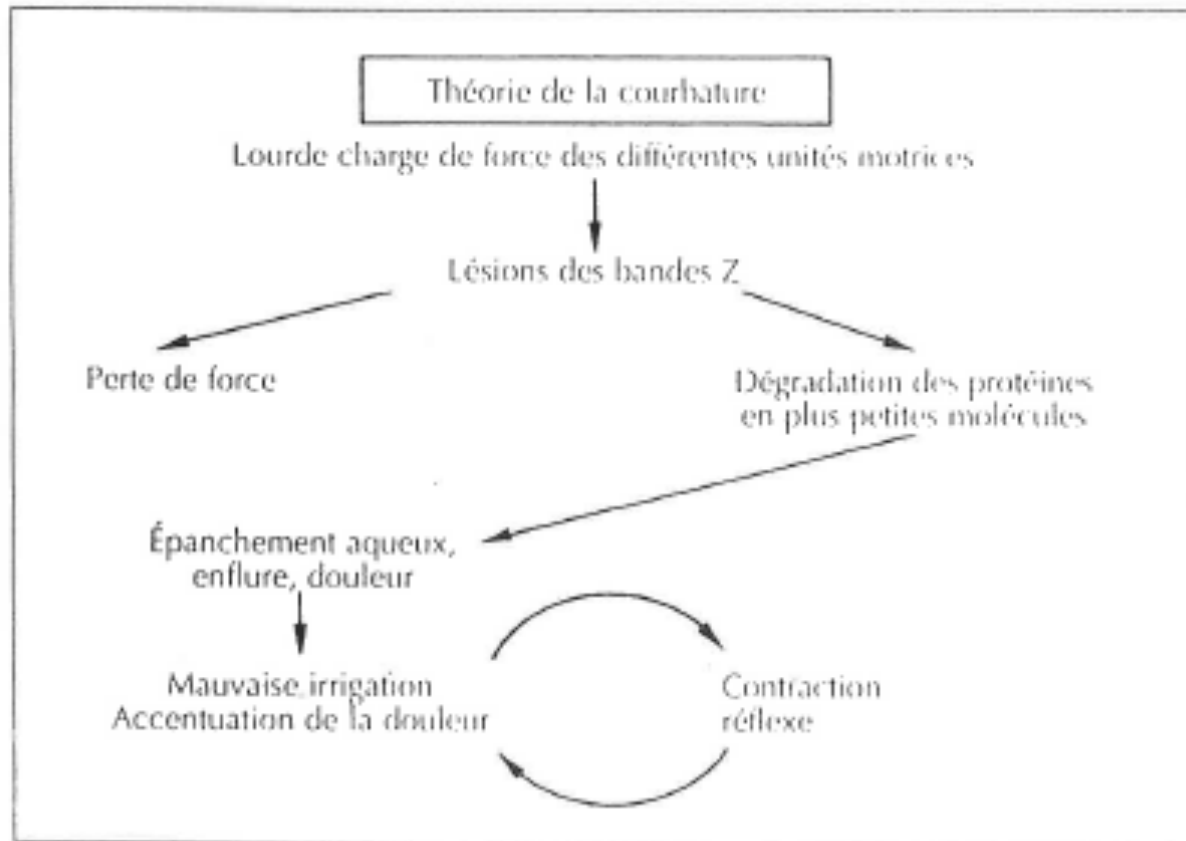 Théorie de la courbature
Lourde charge de force des différentes unités motrices
Lésions des bandes Z
Perte de force
Dégradation des protéines
en plus petites molécules
Épanchement aqueux,
enflure, douleur
Mauvaise irrigation
Accentuation de la douleur
Contraction
réflexe